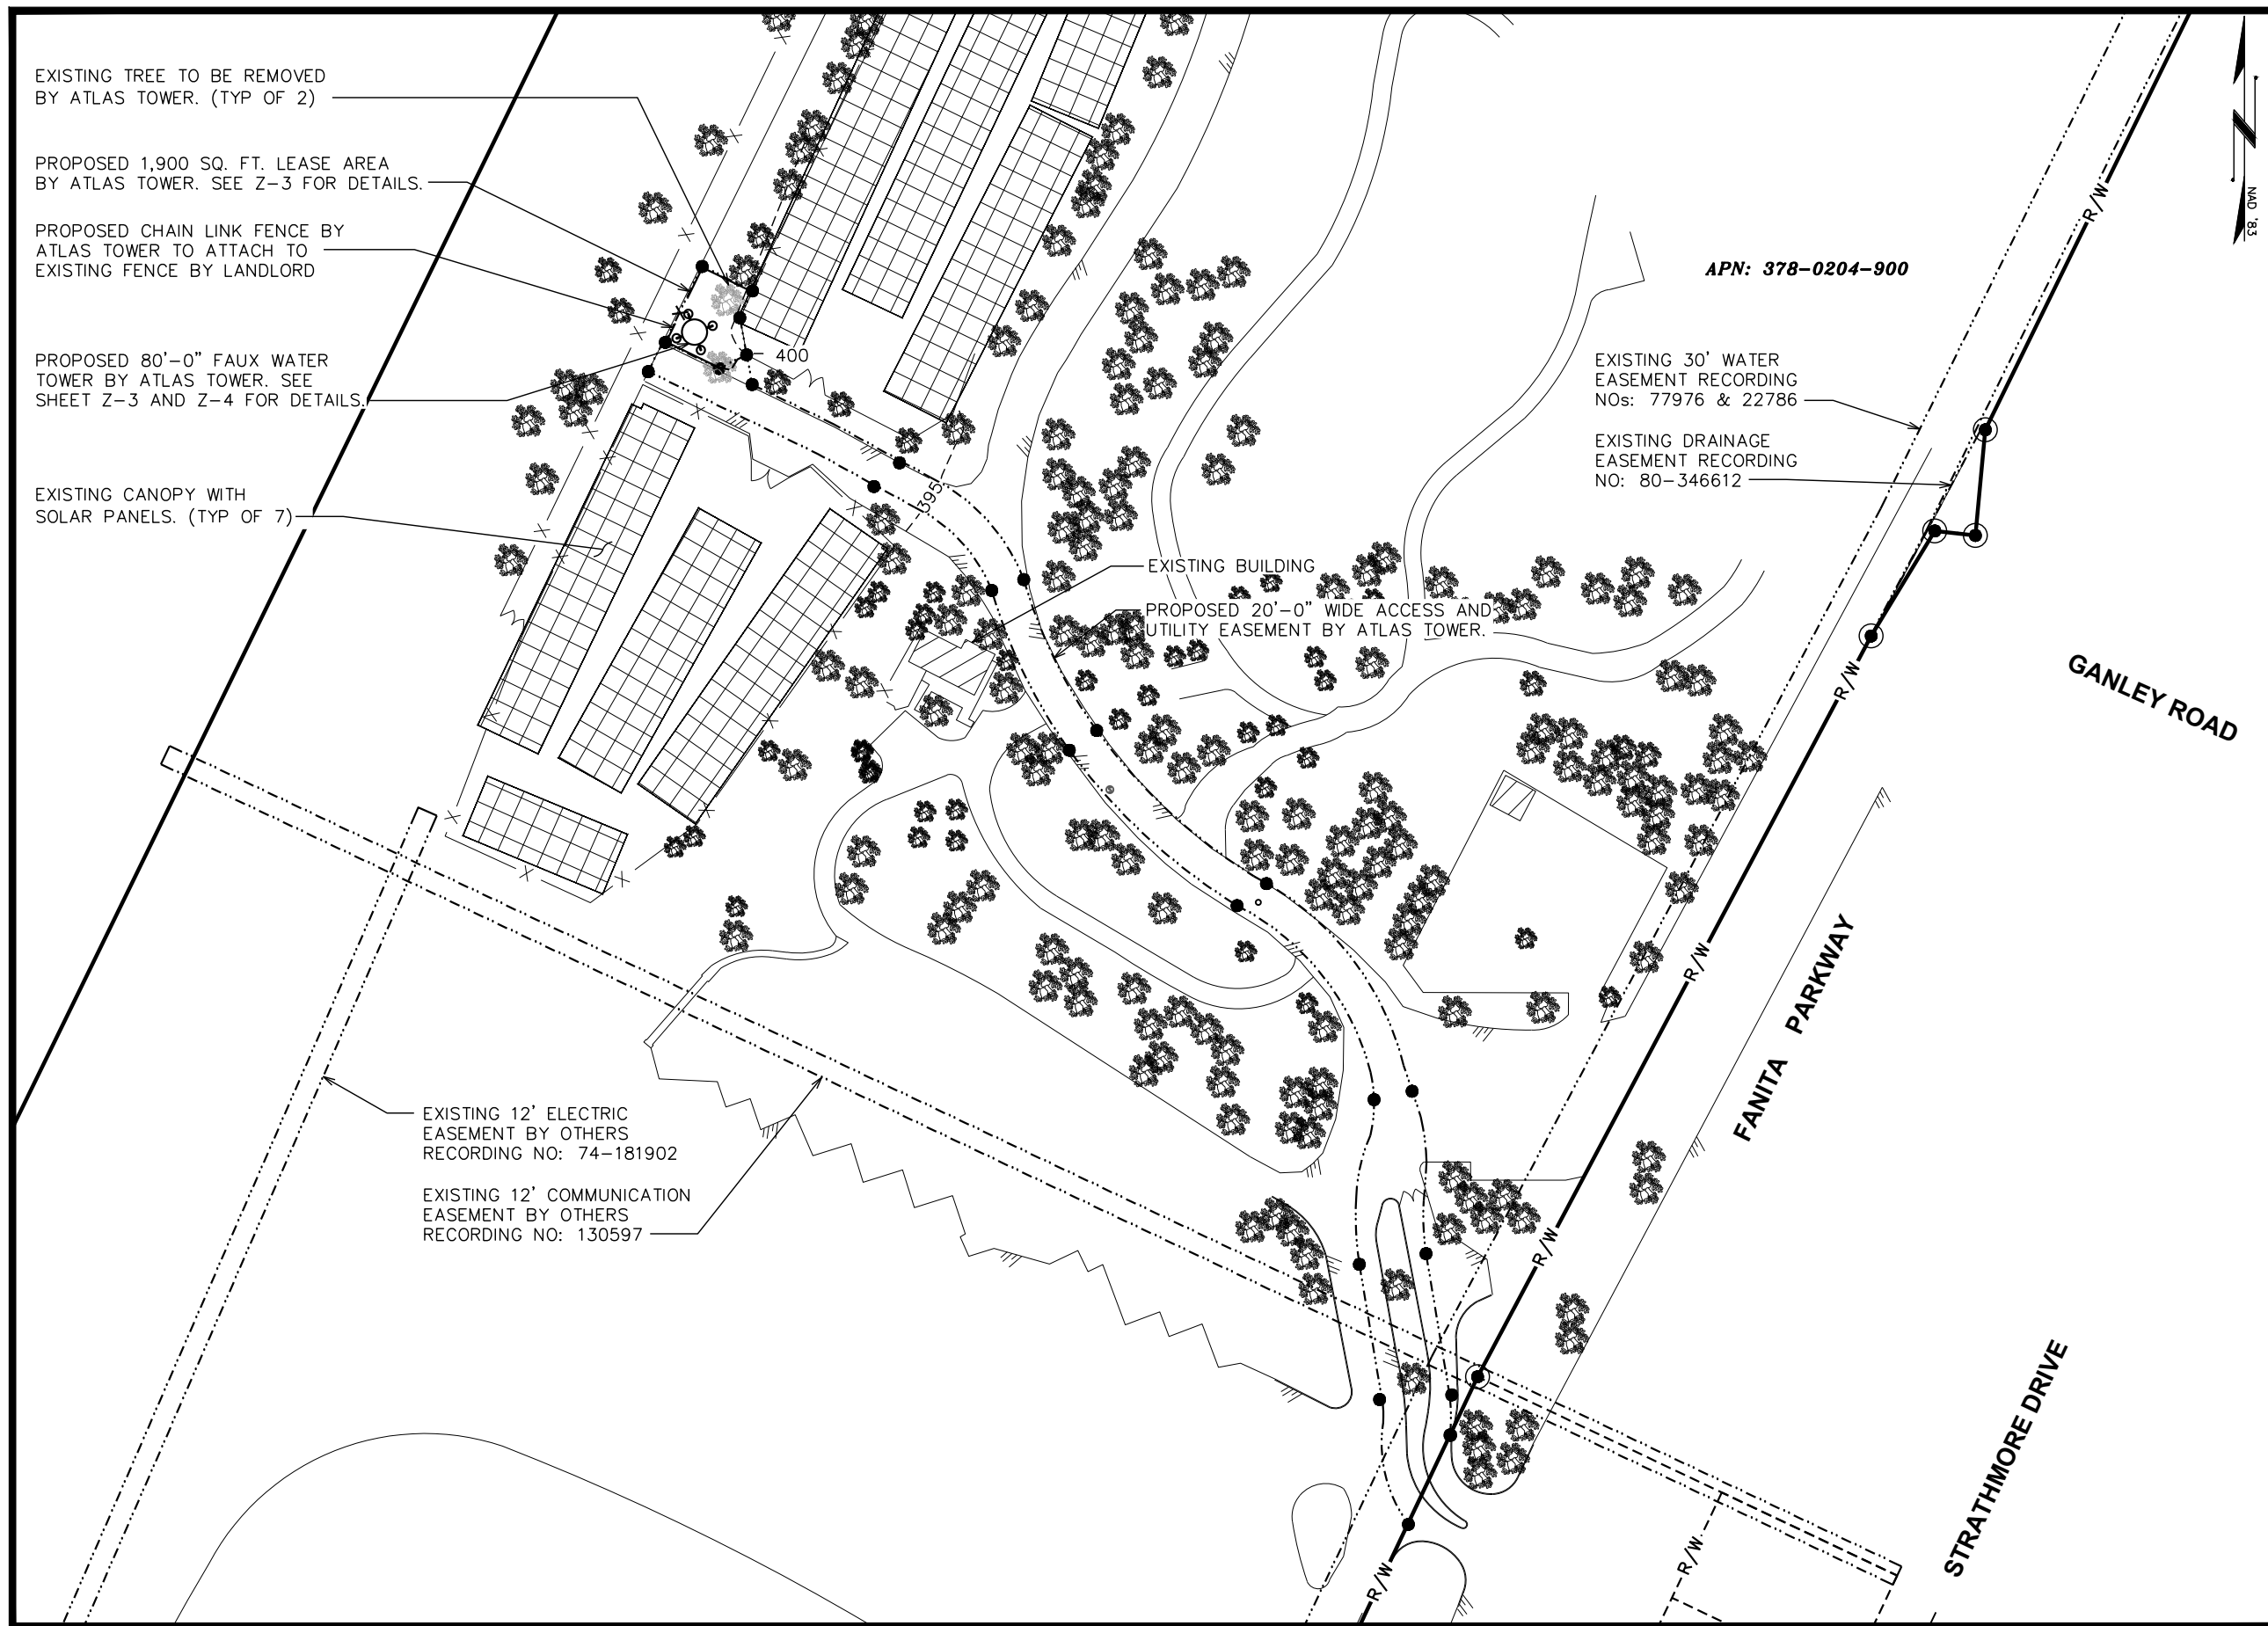 EXISTING TREE TO BE REMOVED
BY ATLAS TOWER. (TYP OF 2)
PROPOSED 1,900 SQ. FT. LEASE AREA
BY ATLAS TOWER. SEE Z-3 FOR DETAILS.
PROPOSED CHAIN LINK FENCE BY
ATLAS TOWER TO ATTACH TO
EXISTING FENCE BY LANDLORD
PROPOSED 80'-0" FAUX WATER
TOWER BY ATLAS TOWER. SEE
SHEET Z-3 AND Z-4 FOR DETAILS.
EXISTING CANOPY WITH
SOLAR PANELS. (TYP OF 7)
400
395
EXISTING BUILDING
PROPOSED 20'-0" WIDE ACCESS AND
UTILITY EASEMENT BY ATLAS TOWER.
APN: 378-0204-900
EXISTING 30' WATER
EASEMENT RECORDING
NOs: 77976 & 22786
EXISTING DRAINAGE
EASEMENT RECORDING
NO: 80-346612
NAD '83
R/W
R/W
R/W
R/W
R/W
R/W
GANLEY ROAD
FANITA PARKWAY
STRATHMORE DRIVE
EXISTING 12' ELECTRIC
EASEMENT BY OTHERS
RECORDING NO: 74-181902
EXISTING 12' COMMUNICATION
EASEMENT BY OTHERS
RECORDING NO: 130597